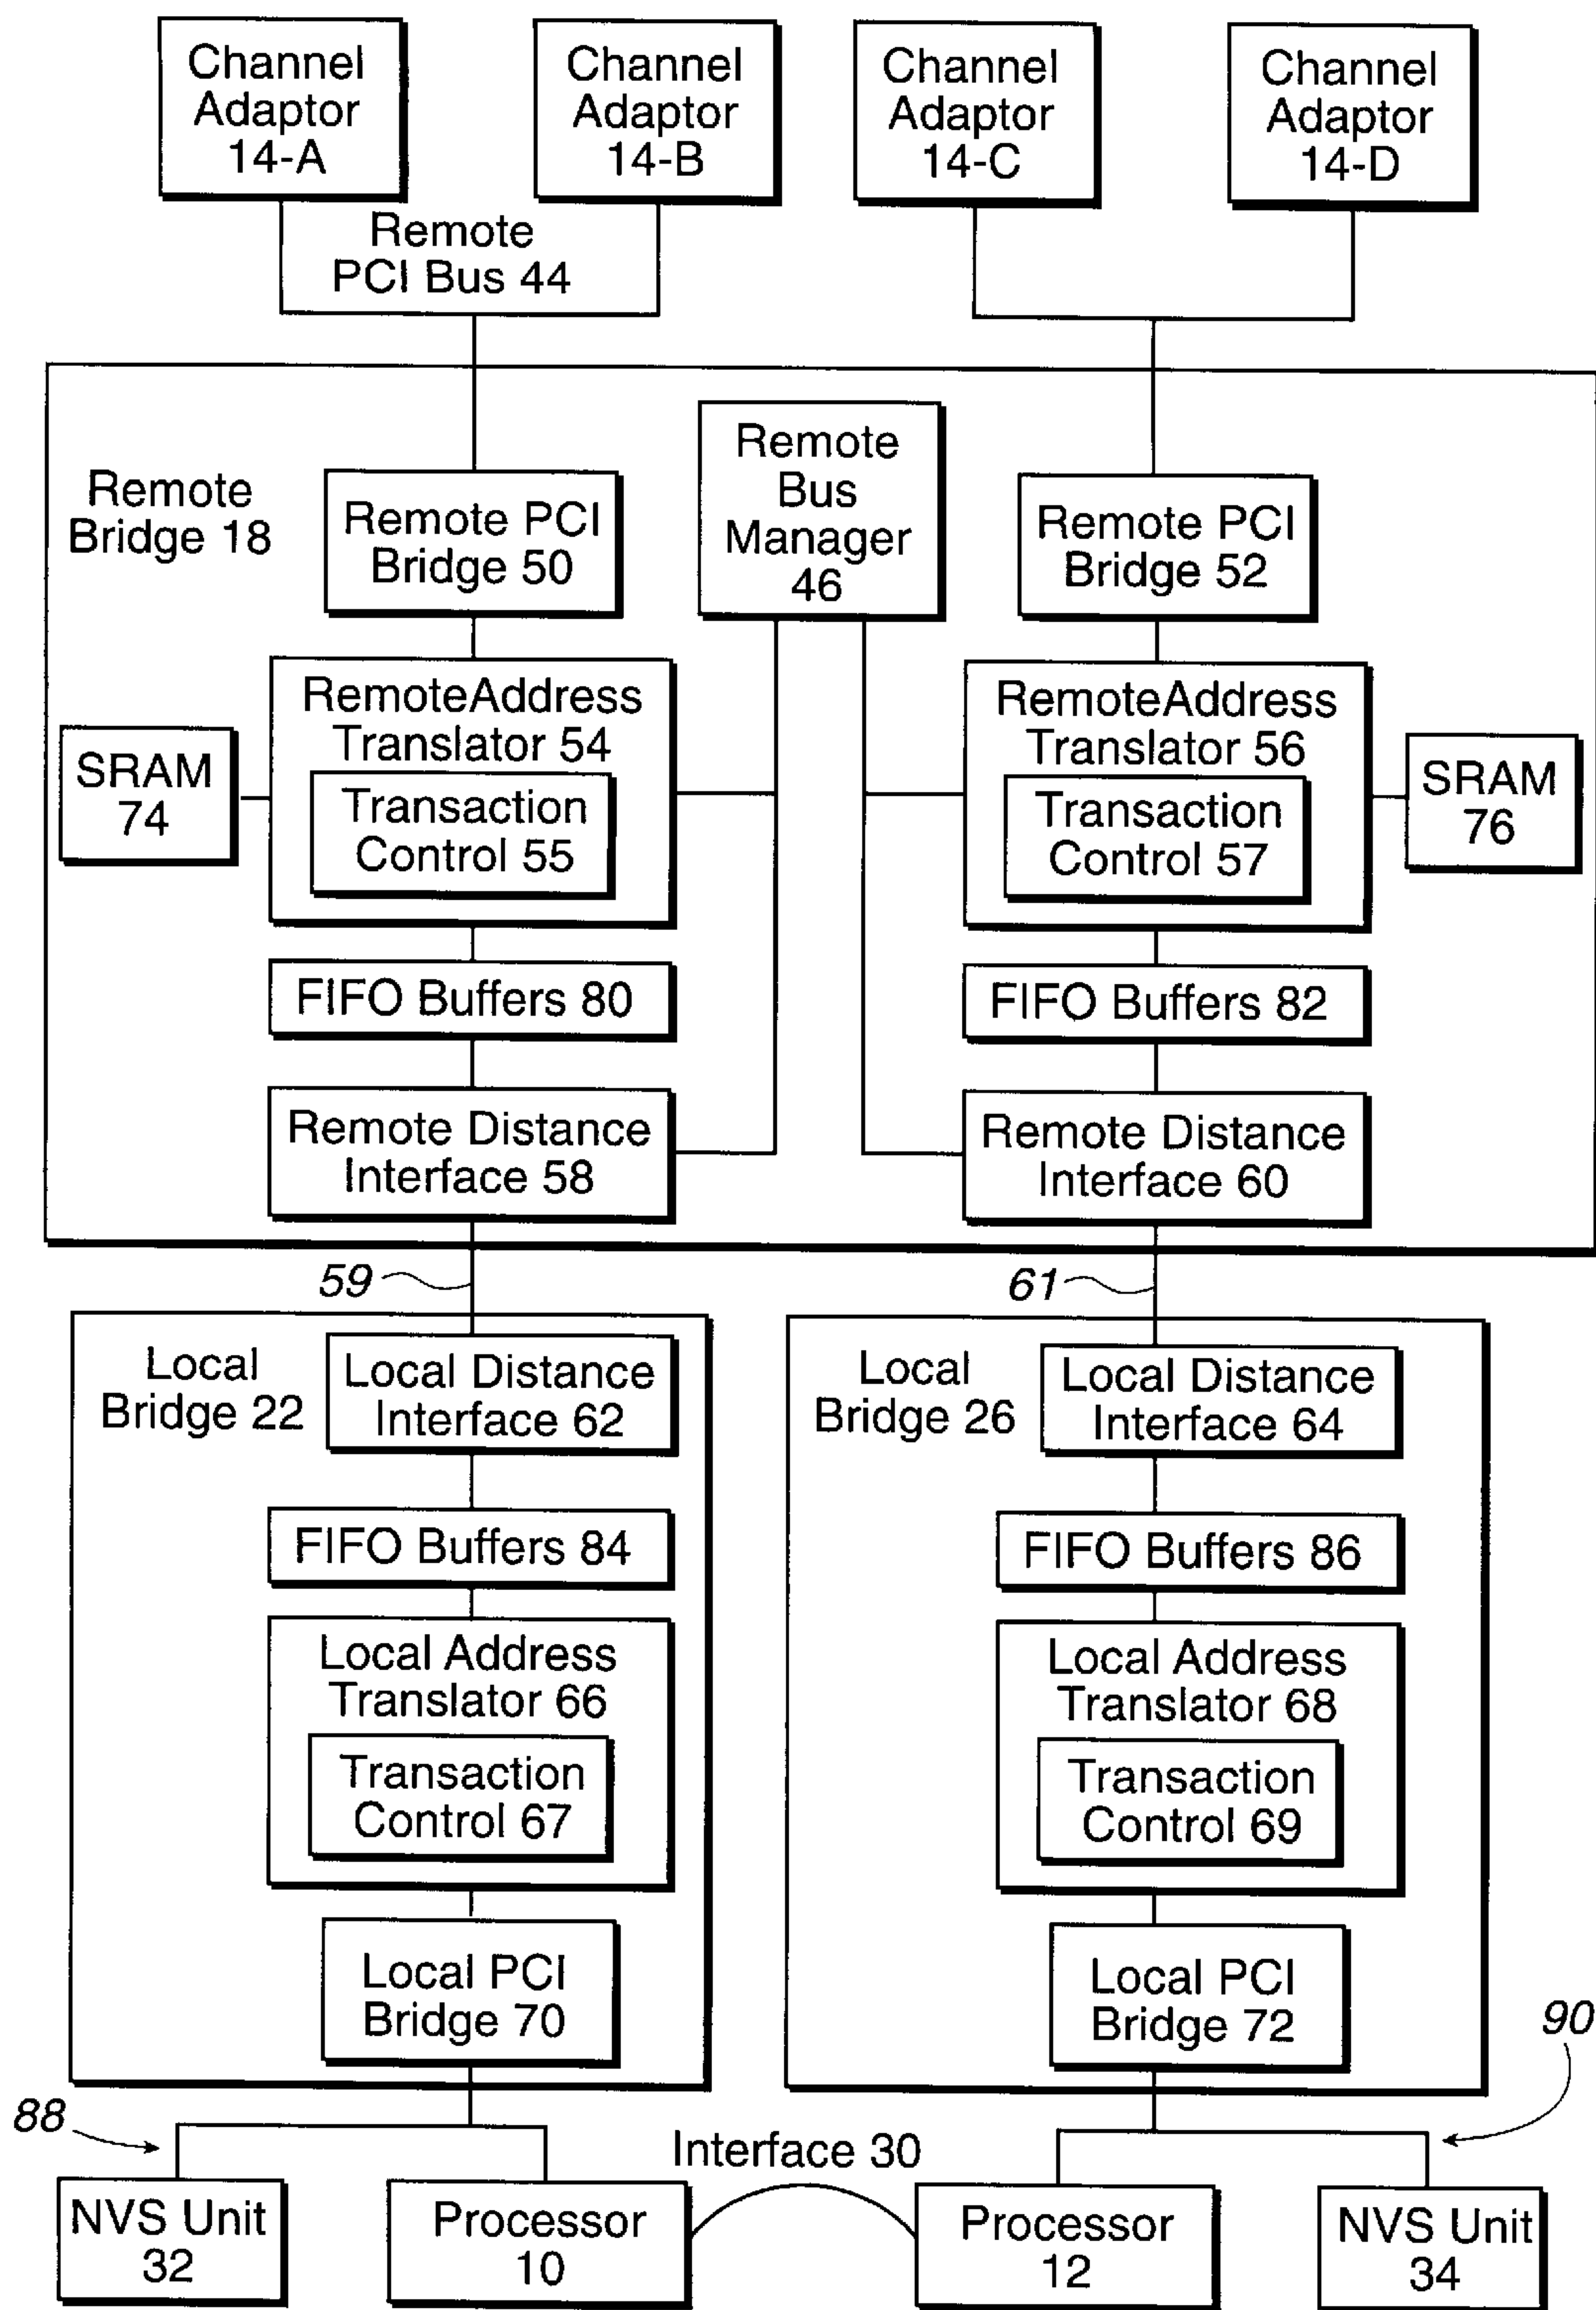 Channel
Adaptor
14-A
Channel
Adaptor
14-B
Channel
Adaptor
14-C
Channel
Adaptor
14-D
Remote
PCI Bus 44
Remote
Bridge 18
Remote PCI
Bridge 50
Remote
Bus
Manager
46
Remote PCI
Bridge 52
SRAM
74
RemoteAddress
Translator 54
Transaction
Control 55
RemoteAddress
Translator 56
Transaction
Control 57
SRAM
76
FIFO Buffers 80
FIFO Buffers 82
Remote Distance
Interface 58
Remote Distance
Interface 60
59
61
Local
Bridge 22
Local Distance
Interface 62
Local
Bridge 26
Local Distance
Interface 64
FIFO Buffers 84
FIFO Buffers 86
Local Address
Translator 66
Transaction
Control 67
Local Address
Translator 68
Transaction
Control 69
Local PCI
Bridge 70
Local PCI
Bridge 72
88
90
Interface 30
NVS Unit
32
Processor
10
Processor
12
NVS Unit
34